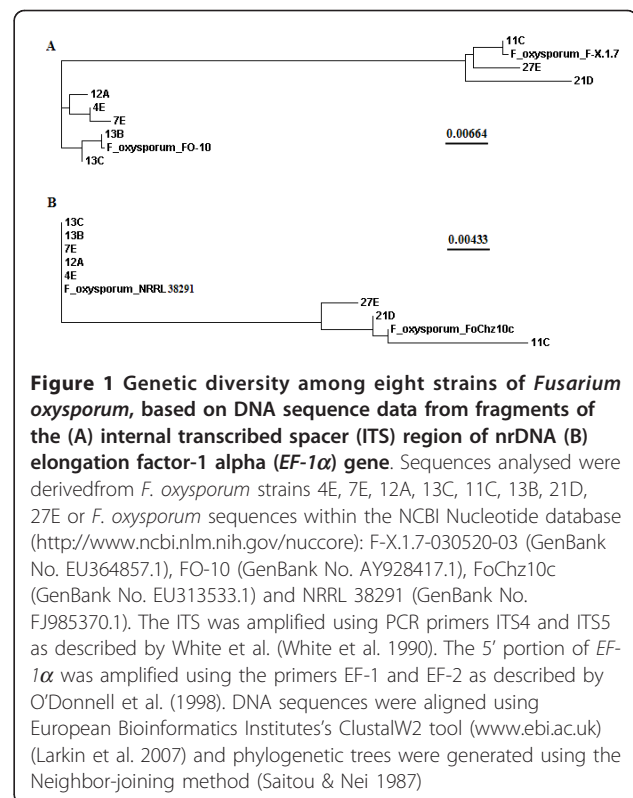 A
11C
F_oxysporum_F-X.1.7
27E
21D
12A
4E
7E
13B
F_oxysporum_FO-10
13C
0.00664
B
13C
13B
7E
12A
4E
F_oxysporum_NRRL 38291
0.00433
27E
21D
F_oxysporum_FoChz10c
11C
Figure 1 Genetic diversity among eight strains of Fusarium
oxysporum, based on DNA sequence data from fragments of
the (A) internal transcribed spacer (ITS) region of nrDNA (B)
elongation factor-1 alpha (EF-1α) gene. Sequences analysed were
derivedfrom F. oxysporum strains 4E, 7E, 12A, 13C, 11C, 13B, 21D,
27E or F. oxysporum sequences within the NCBI Nucleotide database
(http://www.ncbi.nlm.nih.gov/nuccore): F-X.1.7-030520-03 (GenBank
No. EU364857.1), FO-10 (GenBank No. AY928417.1), FoChz10c
(GenBank No. EU313533.1) and NRRL 38291 (GenBank No.
FJ985370.1). The ITS was amplified using PCR primers ITS4 and ITS5
as described by White et al. (White et al. 1990). The 5' portion of EF-
1α was amplified using the primers EF-1 and EF-2 as described by
O'Donnell et al. (1998). DNA sequences were aligned using
European Bioinformatics Institutes's ClustalW2 tool (www.ebi.ac.uk)
(Larkin et al. 2007) and phylogenetic trees were generated using the
Neighbor-joining method (Saitou & Nei 1987)